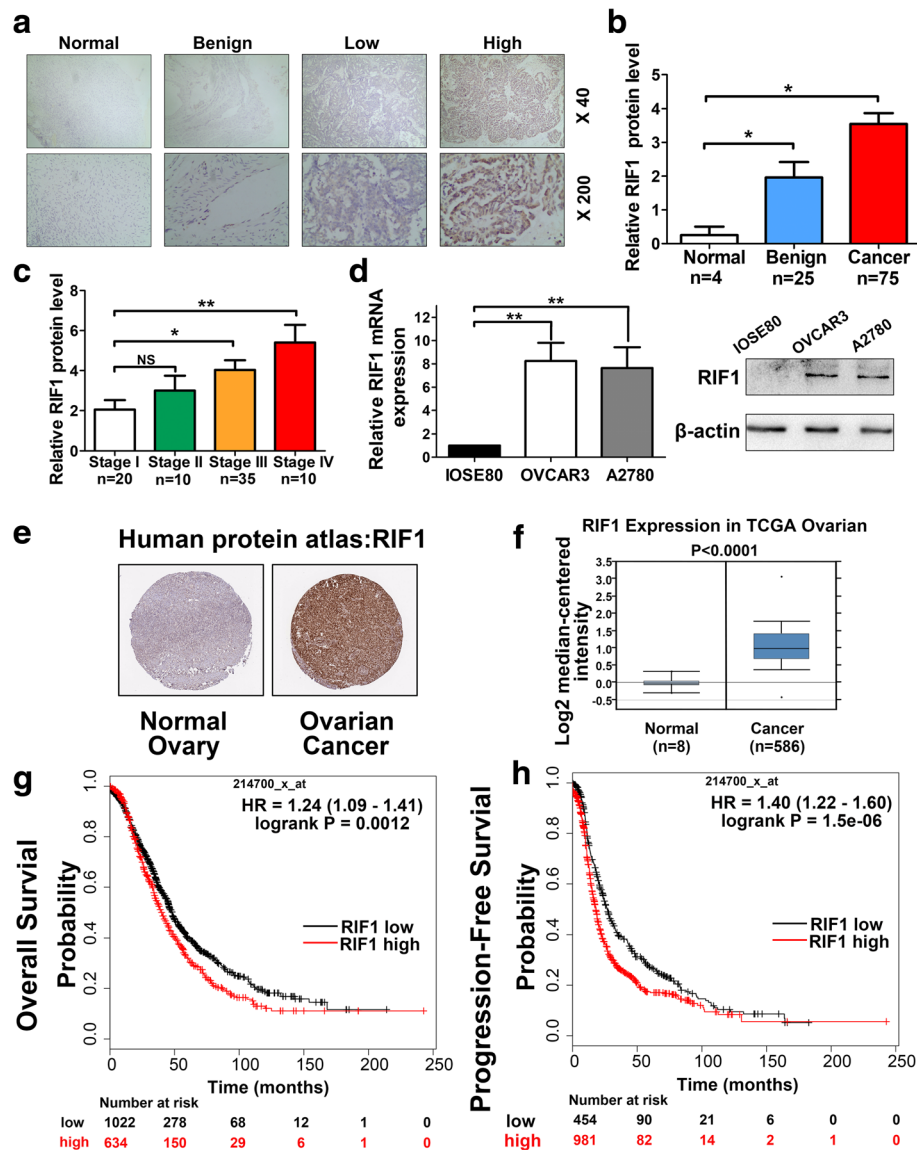 a
Normal Benign Low High
X 40
X 200
b
Relative RIF1 protein level
5
4
3
2
1
0
*
*
Normal Benign Cancer
n=4 n=25 n=75
c
Relative RIF1 protein level
8
6
4
2
0
**
*
NS
Stage I Stage II Stage III Stage IV
n=20 n=10 n=35 n=10
d
Relative RIF1 mRNA
expression
12
10
8
6
4
2
0
**
**
IOSE80 OVCAR3 A2780
IOSE80 OVCAR3 A2780
RIF1
β-actin
e
Human protein atlas:RIF1
Normal
Ovary
Ovarian
Cancer
f
RIF1 Expression in TCGA Ovarian
P<0.0001
Log2 median-centered
intensity
3.5
3.0
2.5
2.0
1.5
1.0
0.5
0.0
-0.5
Normal
(n=8)
Cancer
(n=586)
g
Overall Survial
Probability
1.0
0.8
0.6
0.4
0.2
0.0
214700_x_at
HR = 1.24 (1.09 - 1.41)
logrank P = 0.0012
RIF1 low
RIF1 high
0 50 100 150 200 250
Time (months)
Number at risk
low 1022 278 68 12 1 0
high 634 150 29 6 1 0
h
Progression-Free Survial
Probability
1.0
0.8
0.6
0.4
0.2
0.0
214700_x_at
HR = 1.40 (1.22 - 1.60)
logrank P = 1.5e-06
RIF1 low
RIF1 high
0 50 100 150 200 250
Time (months)
Number at risk
low 454 90 21 6 0 0
high 981 82 14 2 1 0